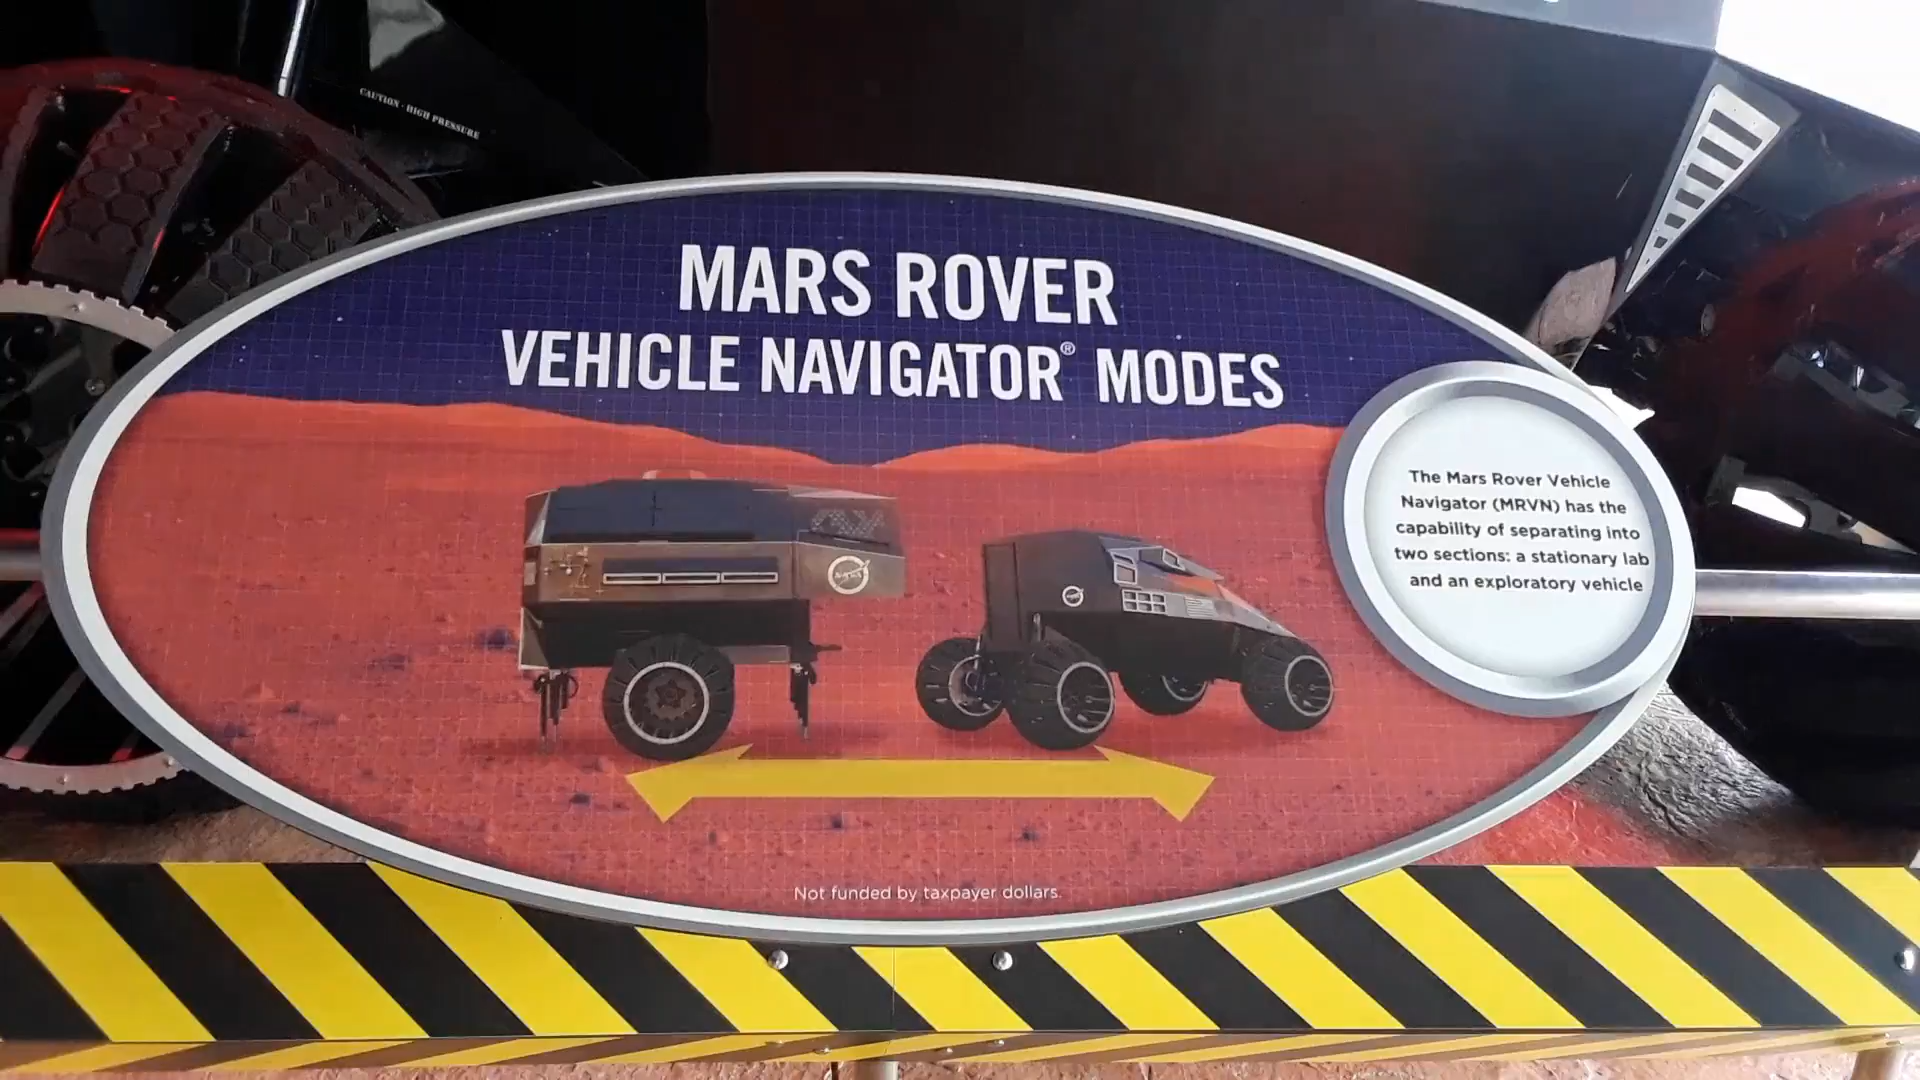 CAUTION - HIGH PRESSURE
MARS ROVER
VEHICLE NAVIGATOR® MODES
The Mars Rover Vehicle
Navigator (MRVN) has the
capability of separating into
two sections: a stationary lab
and an exploratory vehicle
NASA
Not funded by taxpayer dollars.